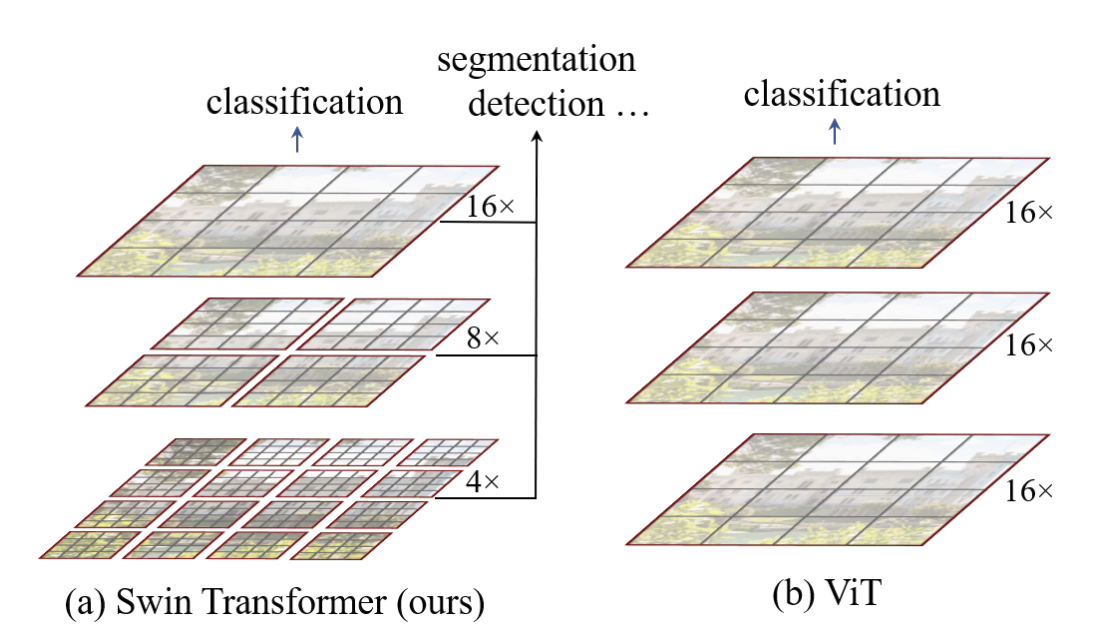 segmentation
detection …
classification
16×
8×
4×
(a) Swin Transformer (ours)
classification
16×
16×
16×
(b) ViT